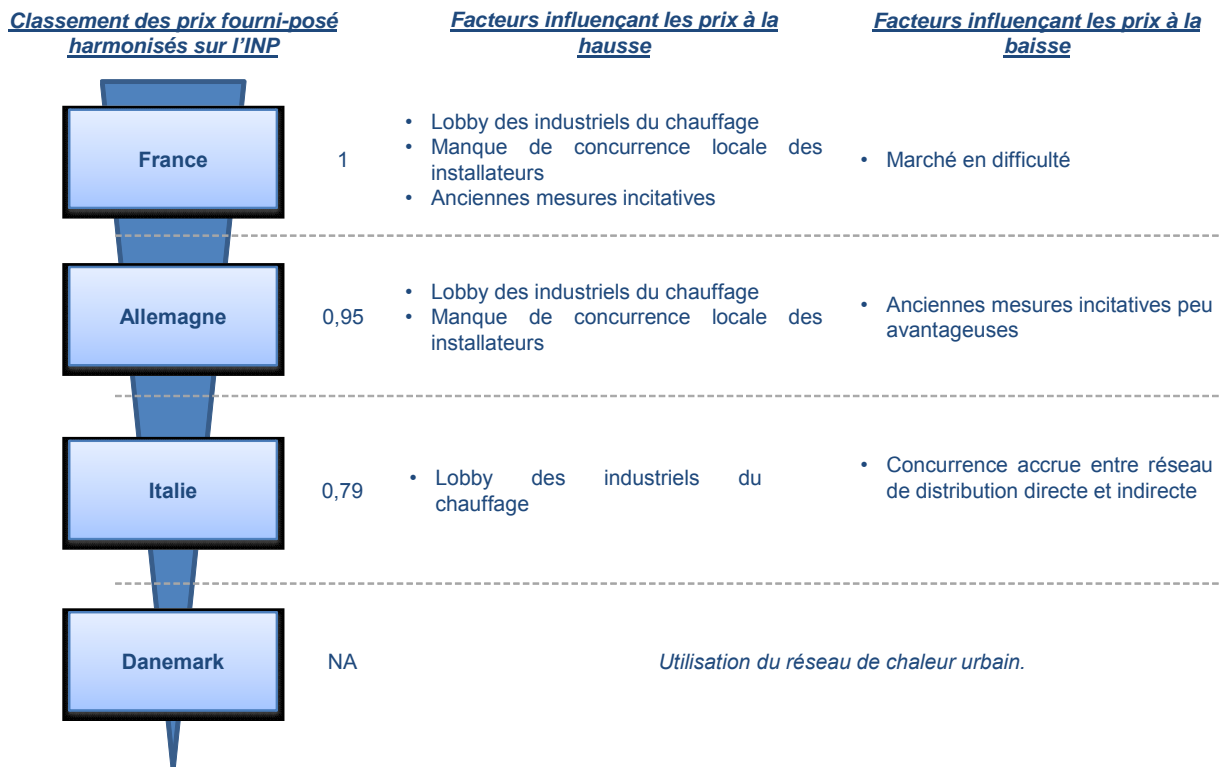 Classement des prix fourni-posé
harmonisés sur l'INP
Facteurs influençant les prix à la
hausse
Facteurs influençant les prix à la
baisse
France
1
• Lobby des industriels du chauffage
• Manque de concurrence locale des
installateurs
• Anciennes mesures incitatives
• Marché en difficulté
Allemagne
0,95
• Lobby des industriels du chauffage
• Manque de concurrence locale des
installateurs
• Anciennes mesures incitatives peu
avantageuses
Italie
0,79
• Lobby des industriels du
chauffage
• Concurrence accrue entre réseau
de distribution directe et indirecte
Danemark
NA
Utilisation du réseau de chaleur urbain.